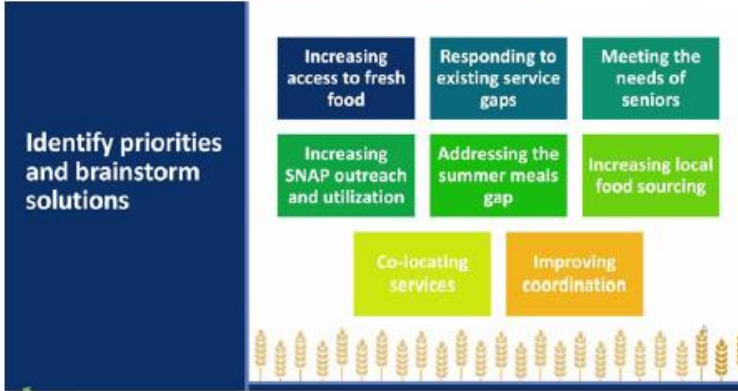 Identify priorities
and brainstorm
solutions
Increasing
access to fresh
food
Responding to
existing service
gaps
Meeting the
needs of
seniors
Increasing
SNAP outreach
and utilization
Addressing the
summer meals
gap
Increasing local
food sourcing
Co-locating
services
Improving
coordination